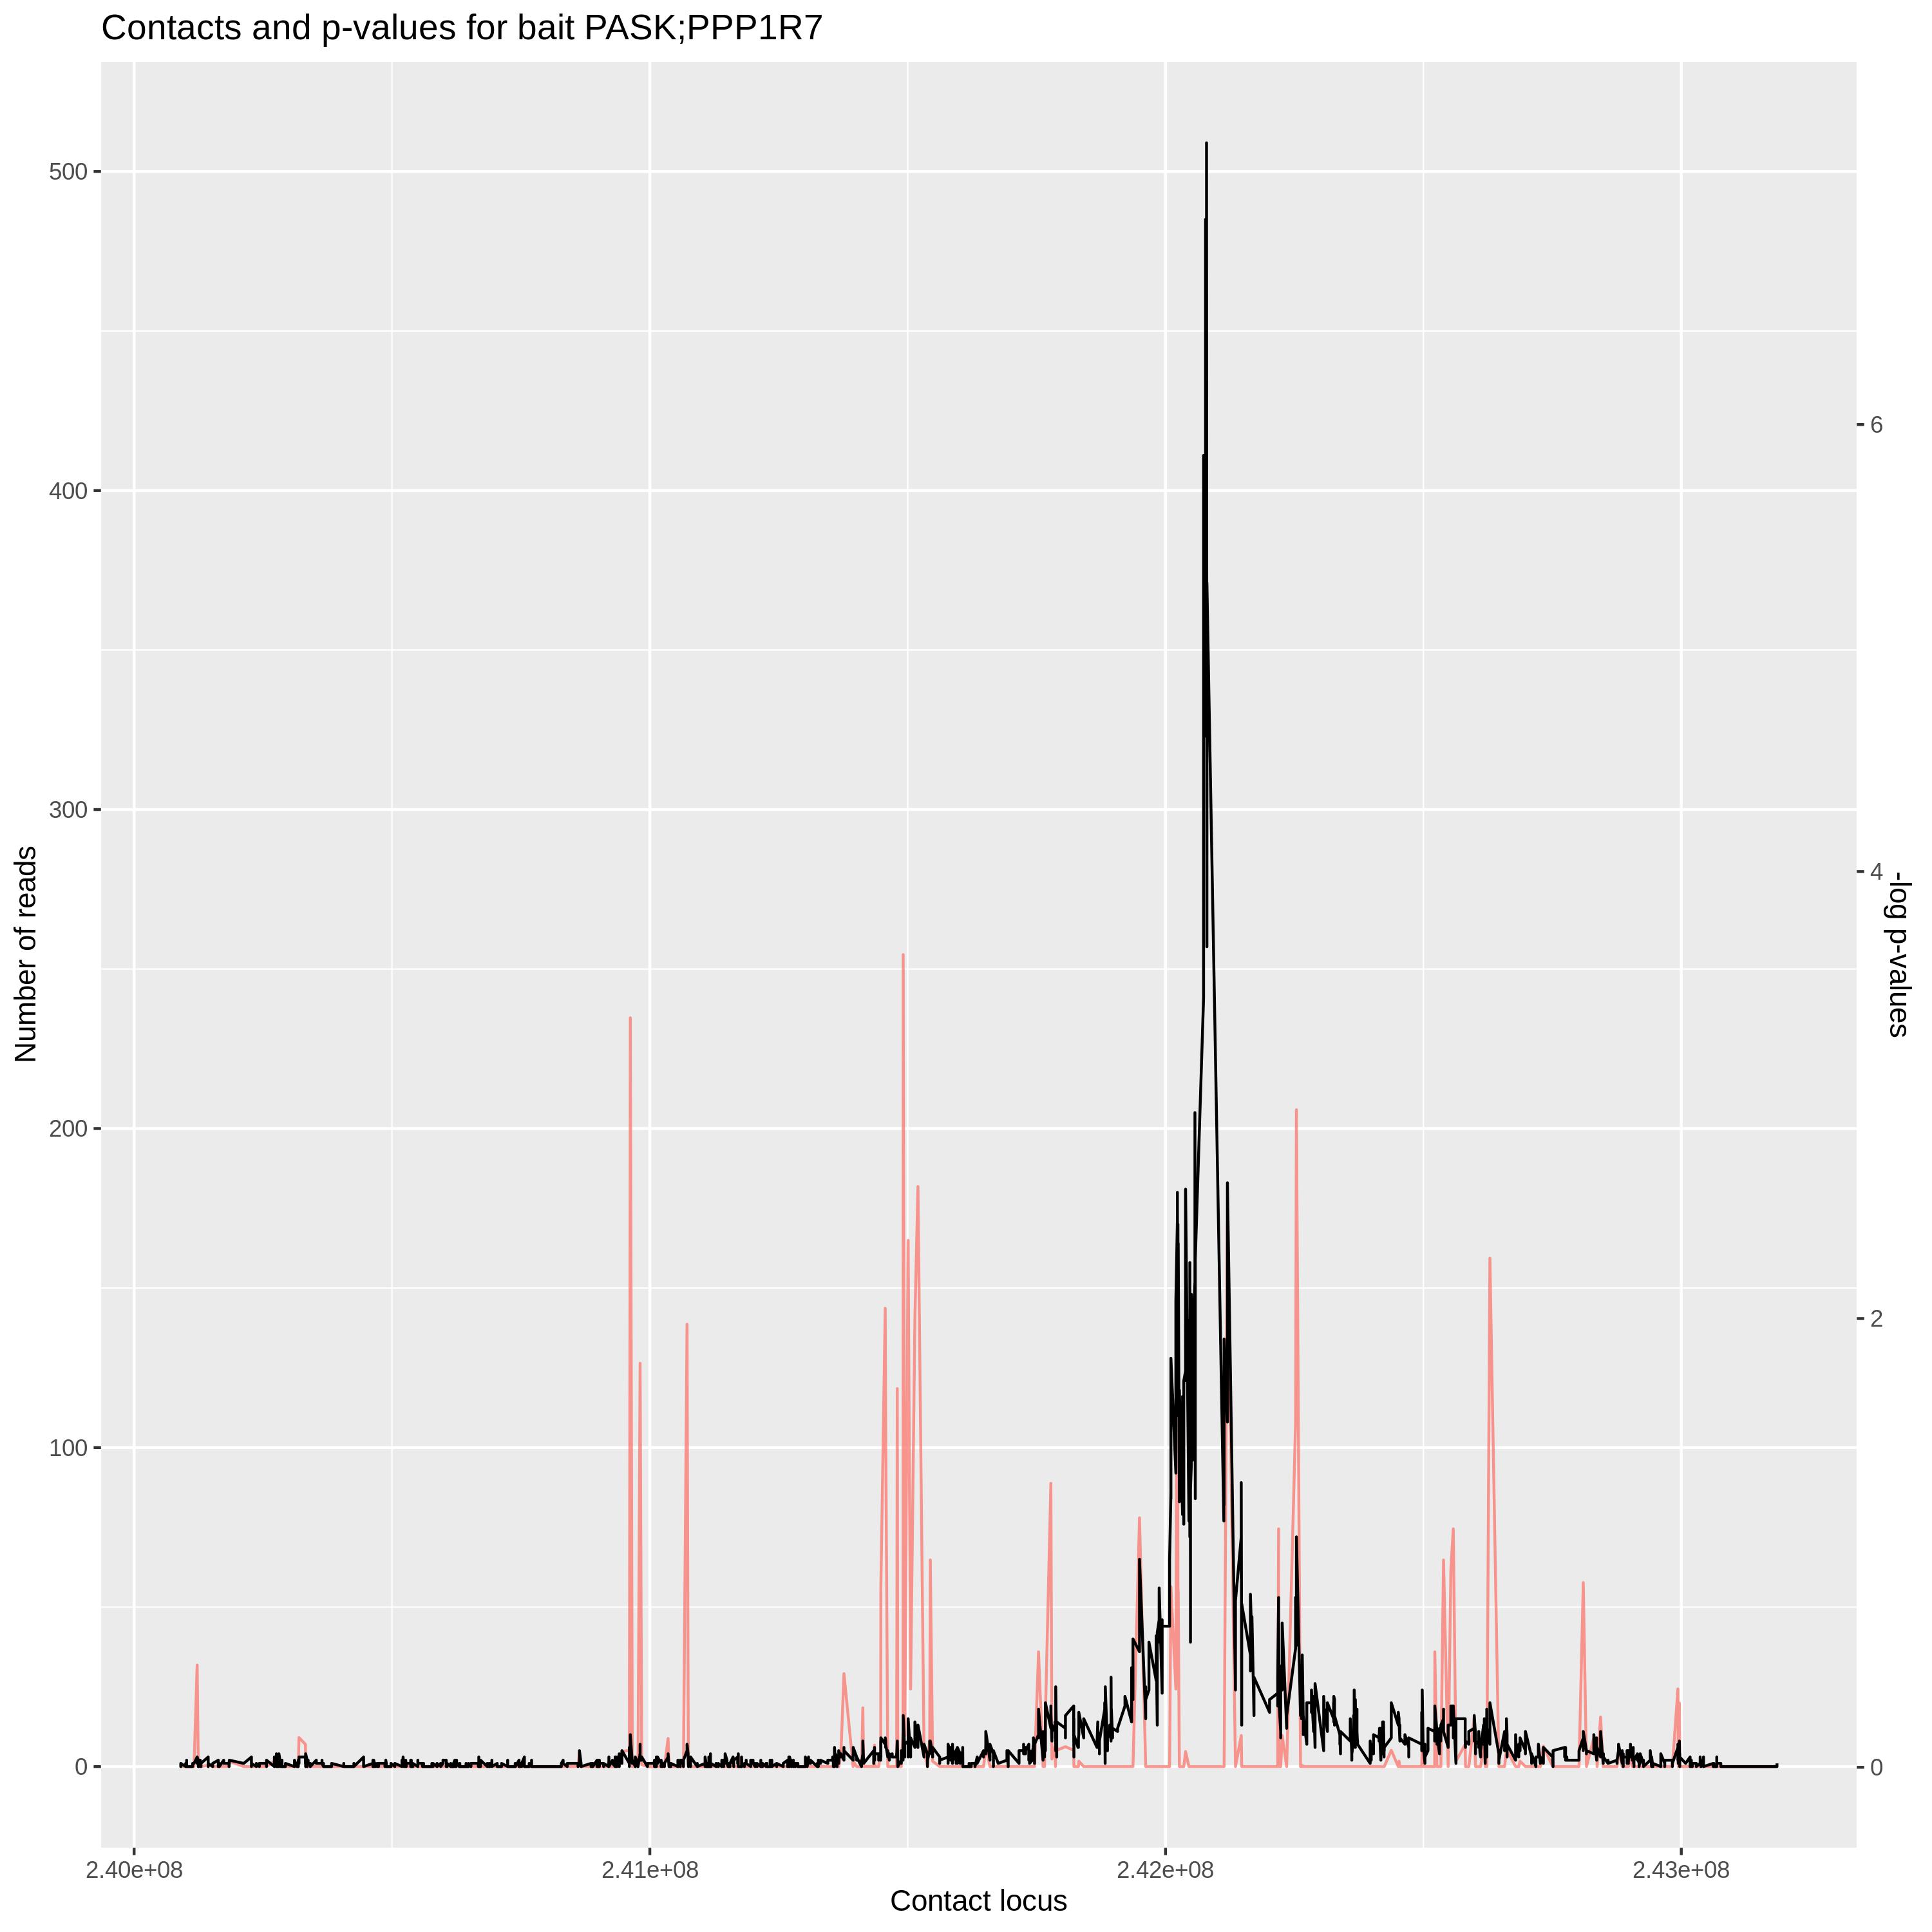 Contacts and p-values for bait PASK;PPP1R7
500
400
300
200
100
0
Number of reads
6
4
2
0
-log p-values
2.40e+08
2.41e+08
2.42e+08
2.43e+08
Contact locus